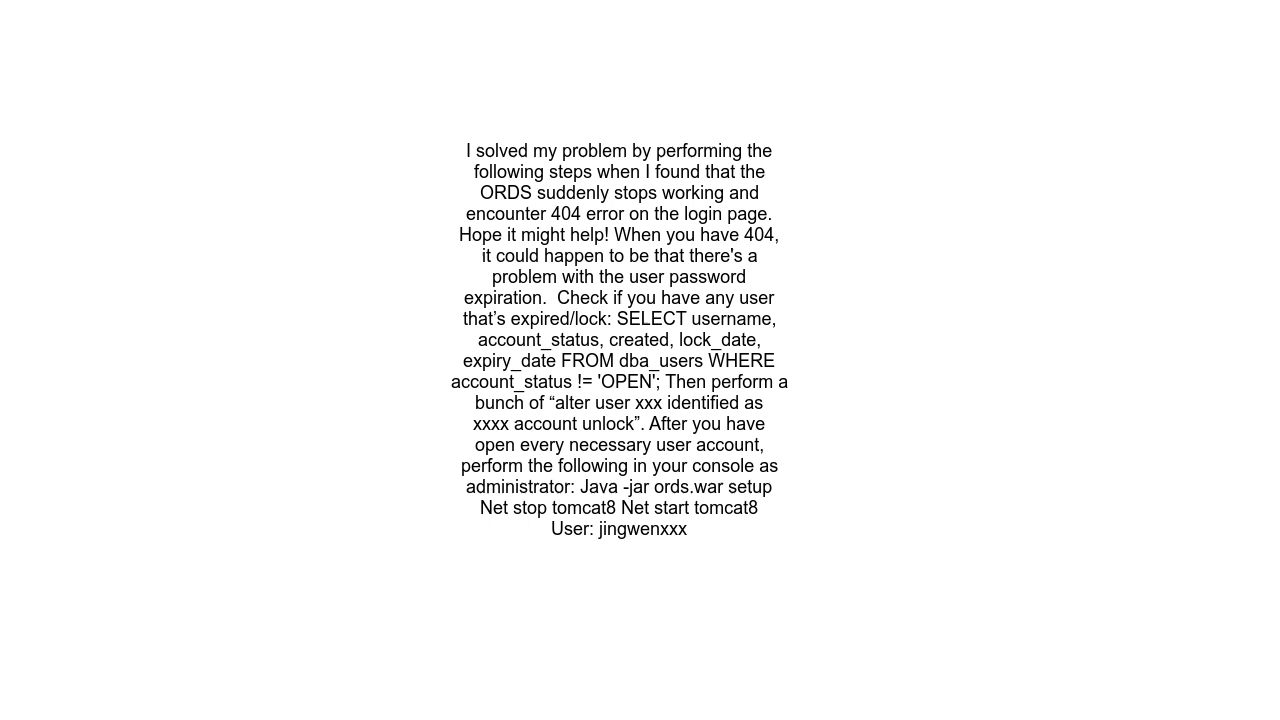 I solved my problem by performing the
following steps when I found that the
ORDS suddenly stops working and
encounter 404 error on the login page.
Hope it might help! When you have 404,
it could happen to be that there's a
problem with the user password
expiration.  Check if you have any user
that’s expired/lock: SELECT username,
account_status, created, lock_date,
expiry_date FROM dba_users WHERE
account_status != 'OPEN'; Then perform a
bunch of “alter user xxx identified as
xxxx account unlock”. After you have
open every necessary user account,
perform the following in your console as
administrator: Java -jar ords.war setup
Net stop tomcat8 Net start tomcat8
User: jingwenxxx